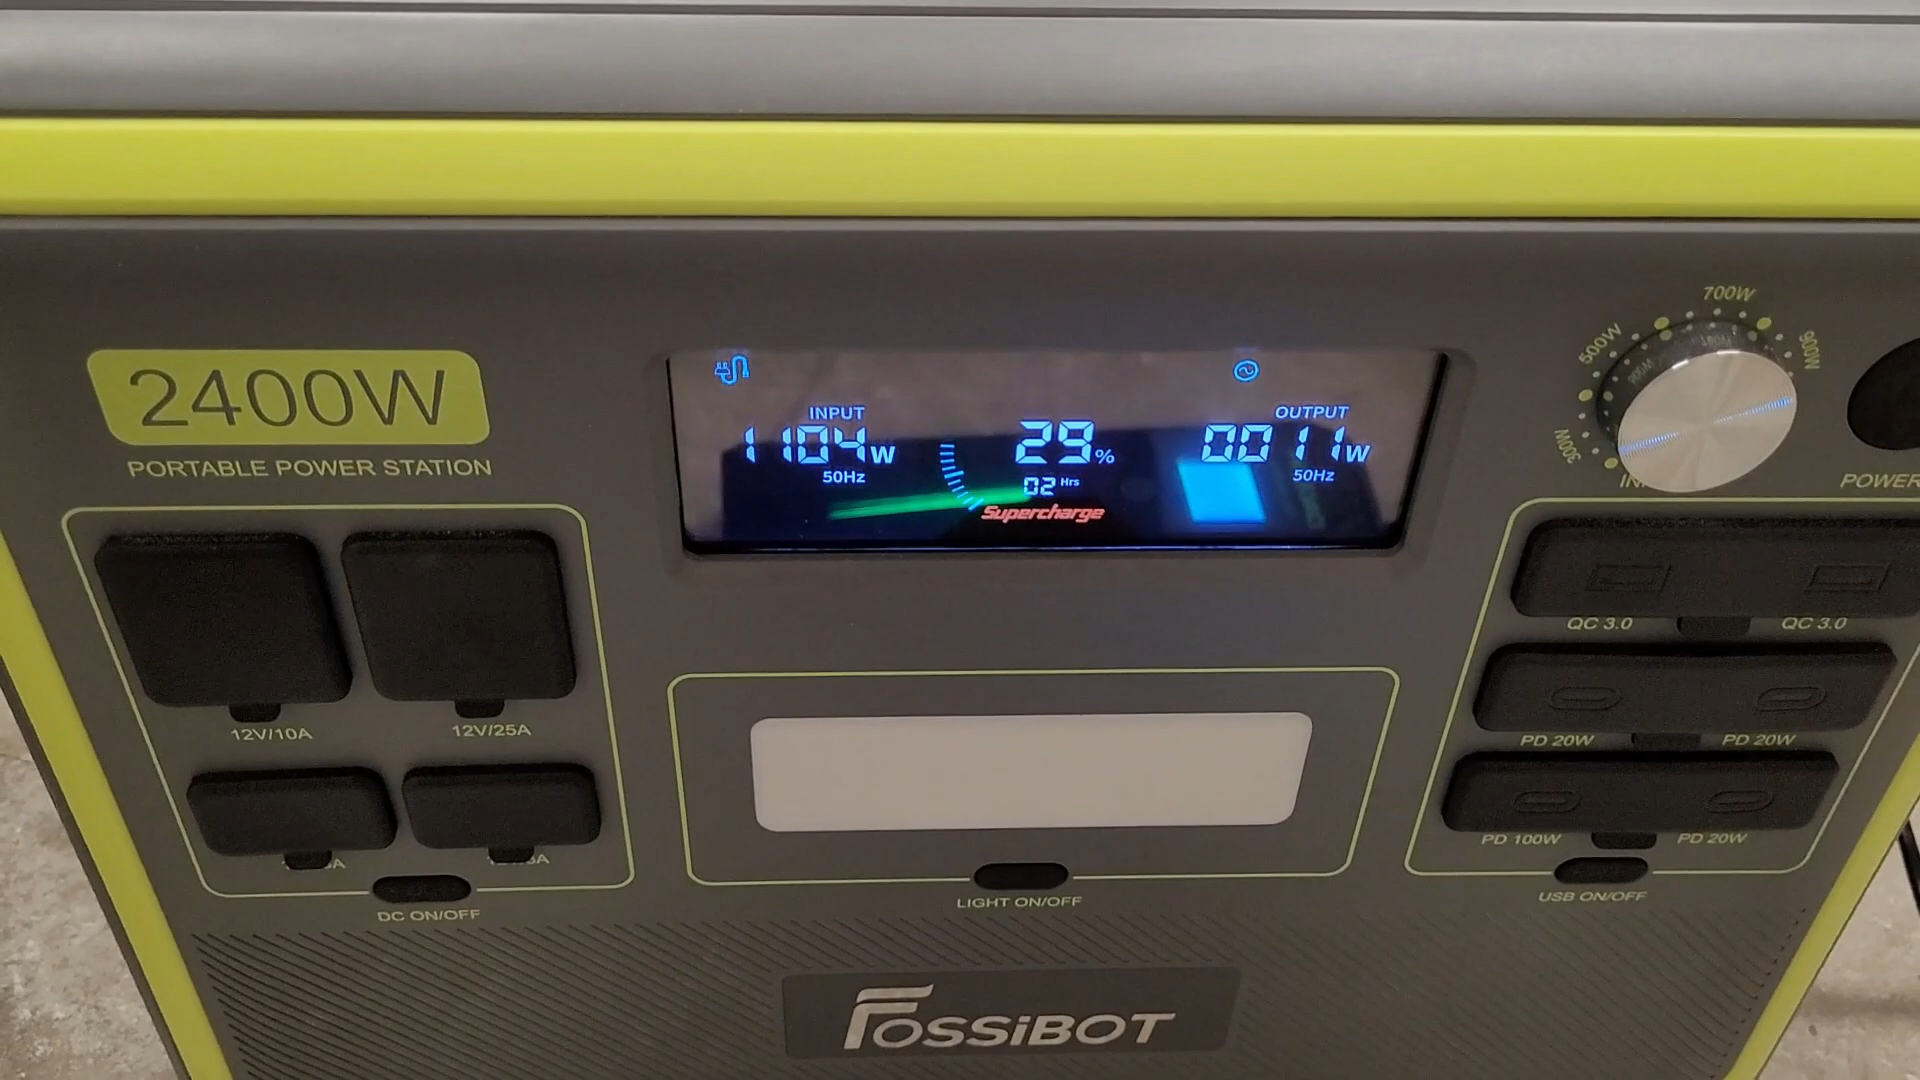 700W
500W
900W
300W
2400W
PORTABLE POWER STATION
INPUT
1104W
50Hz
29%
02 Hrs
Supercharge
OUTPUT
0011W
50Hz
POWER
12V/10A
12V/25A
DC ON/OFF
LIGHT ON/OFF
QC 3.0 QC 3.0
PD 20W PD 20W
PD 100W PD 20W
USB ON/OFF
FOSSiBOT